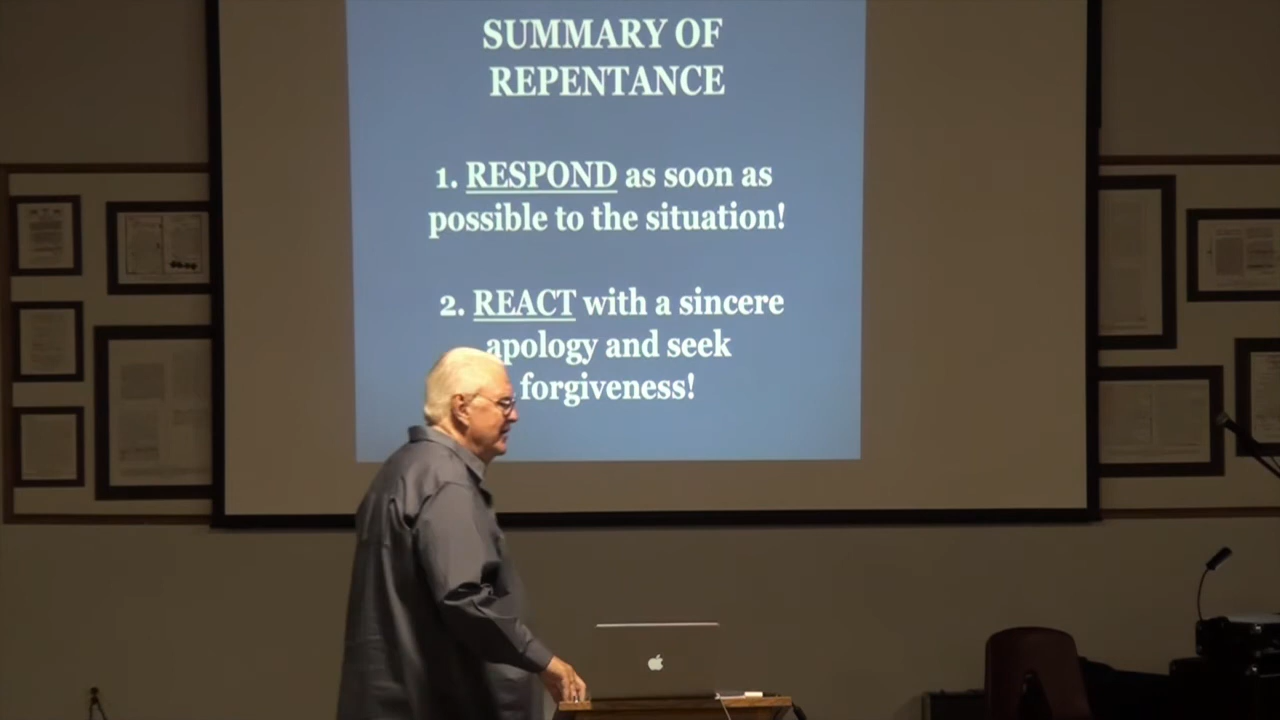 SUMMARY OF
REPENTANCE
1. RESPOND as soon as
possible to the situation!
2. REACT with a sincere
apology and seek
forgiveness!